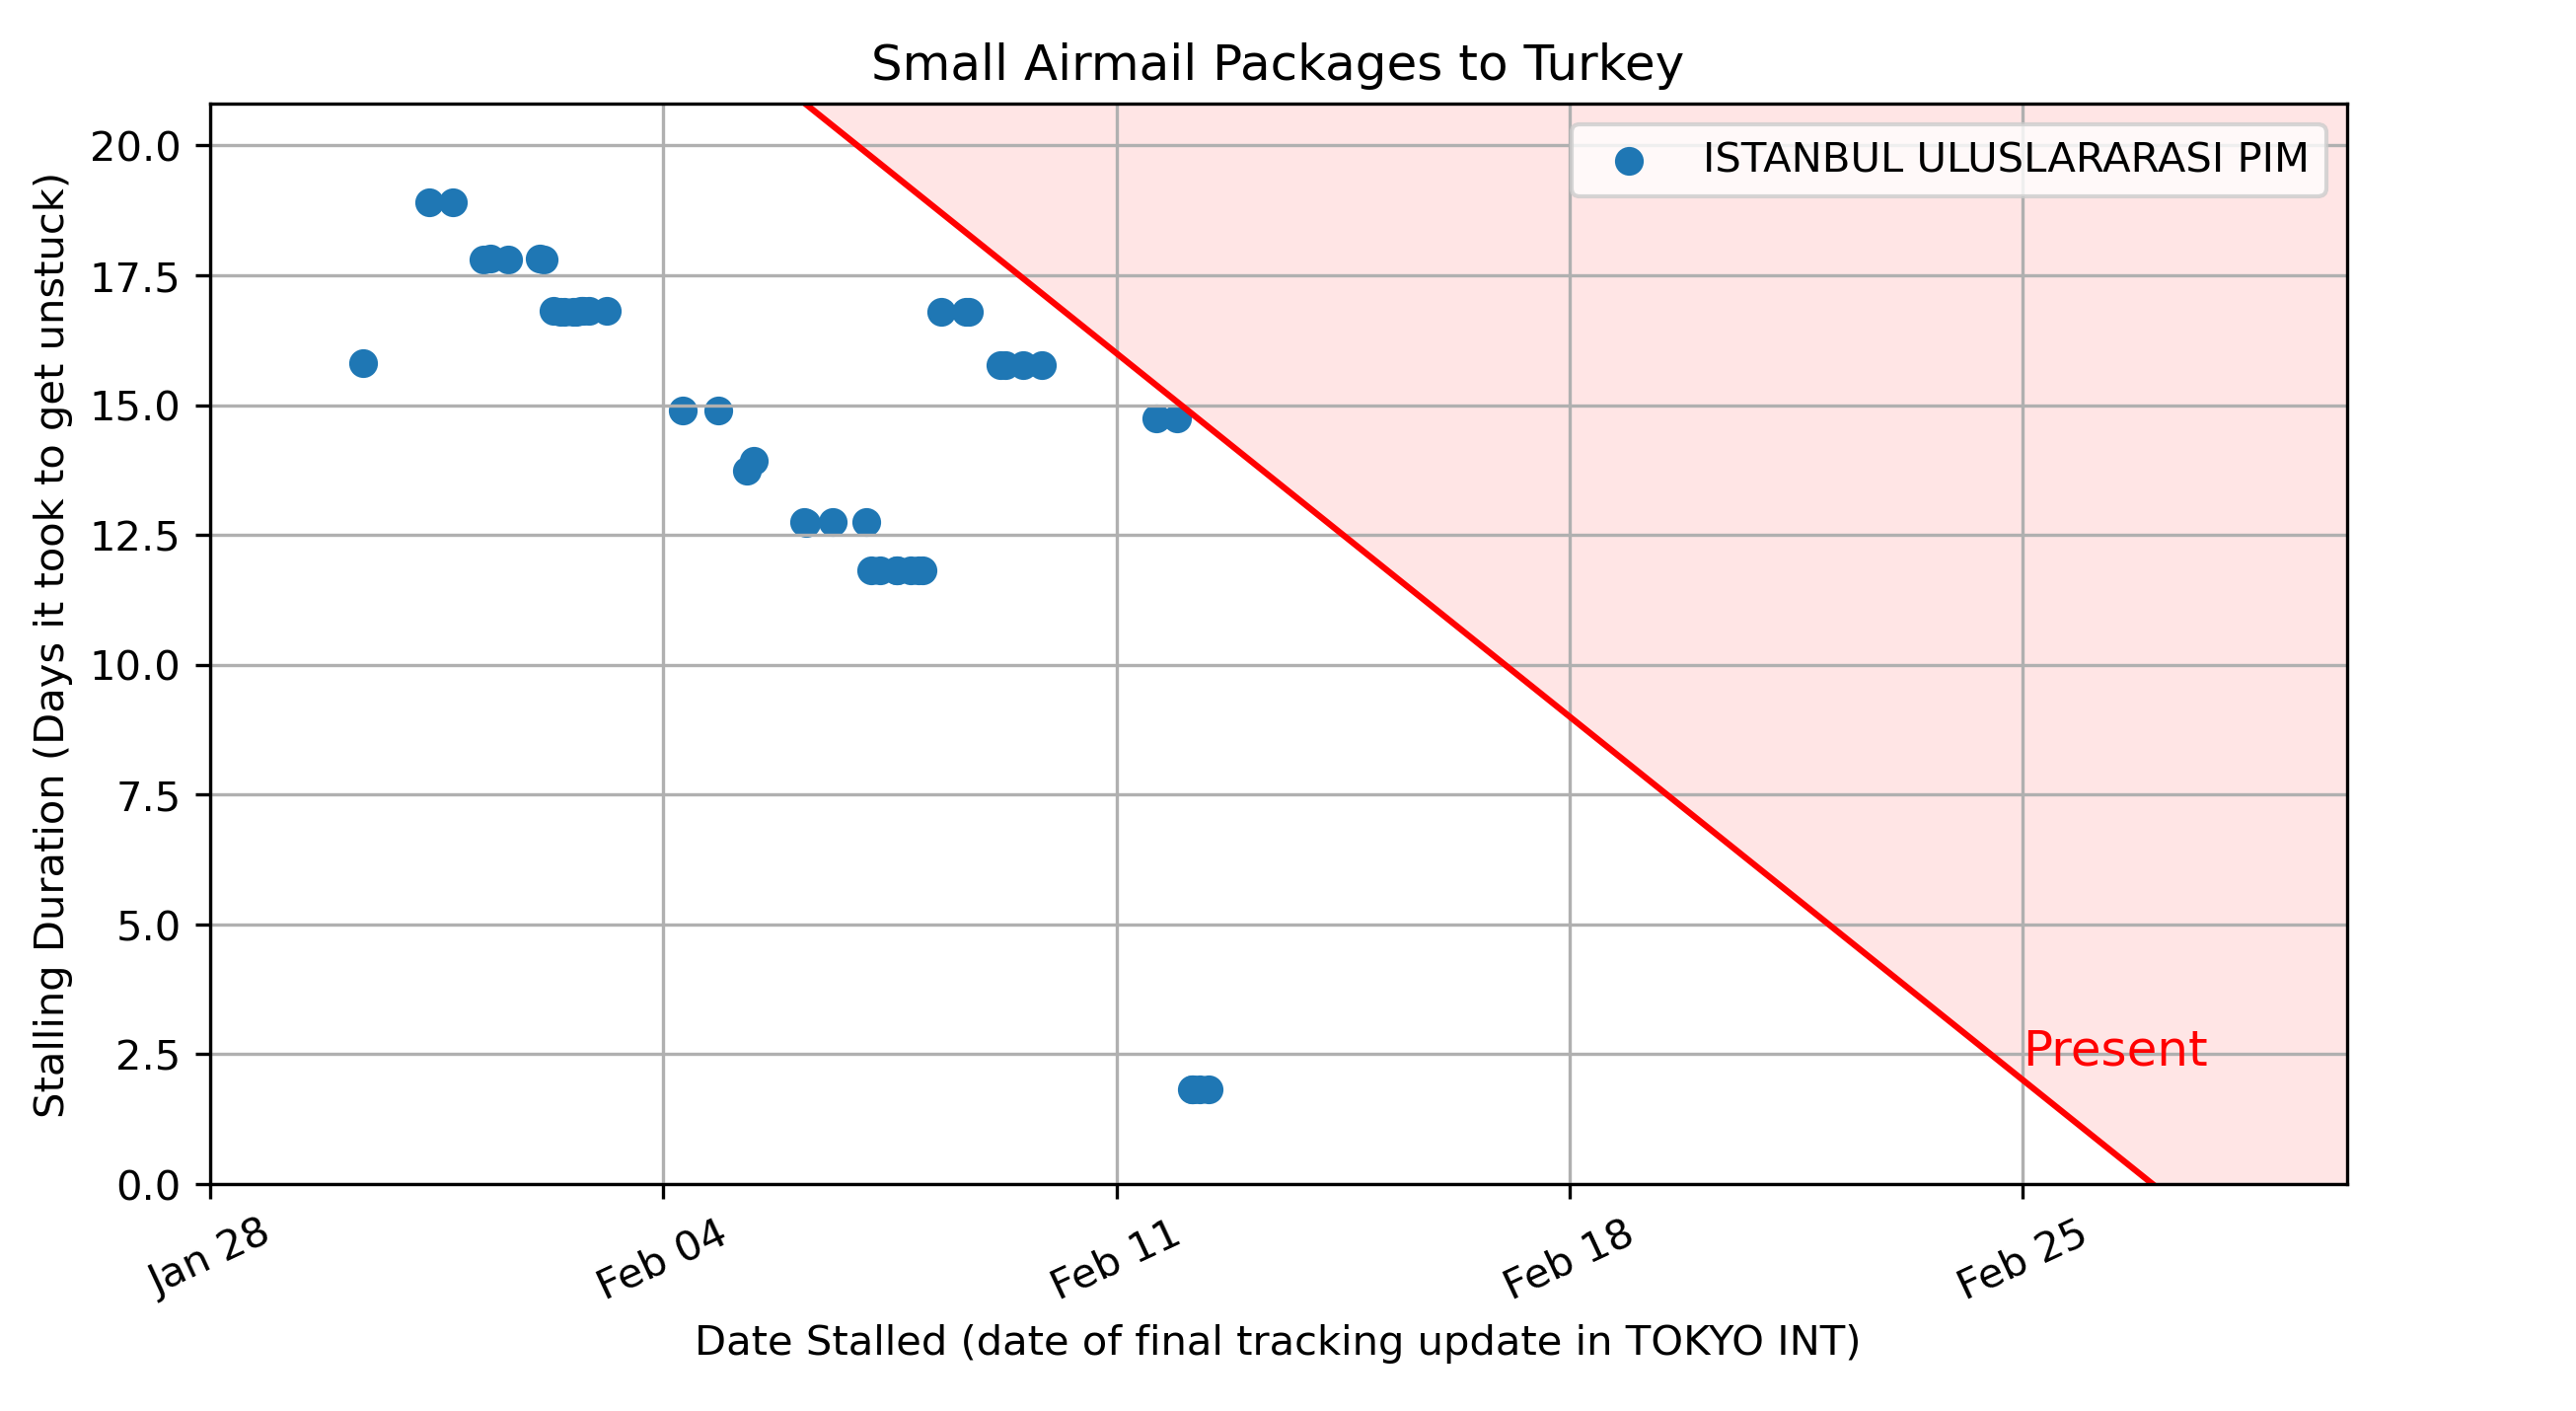 Small Airmail Packages to Turkey
ISTANBUL ULUSLARARASI PIM
Stalling Duration (Days it took to get unstuck)
20.0
17.5
15.0
12.5
10.0
7.5
5.0
2.5
0.0
Present
Jan 28
Feb 04
Feb 11
Feb 18
Feb 25
Date Stalled (date of final tracking update in TOKYO INT)